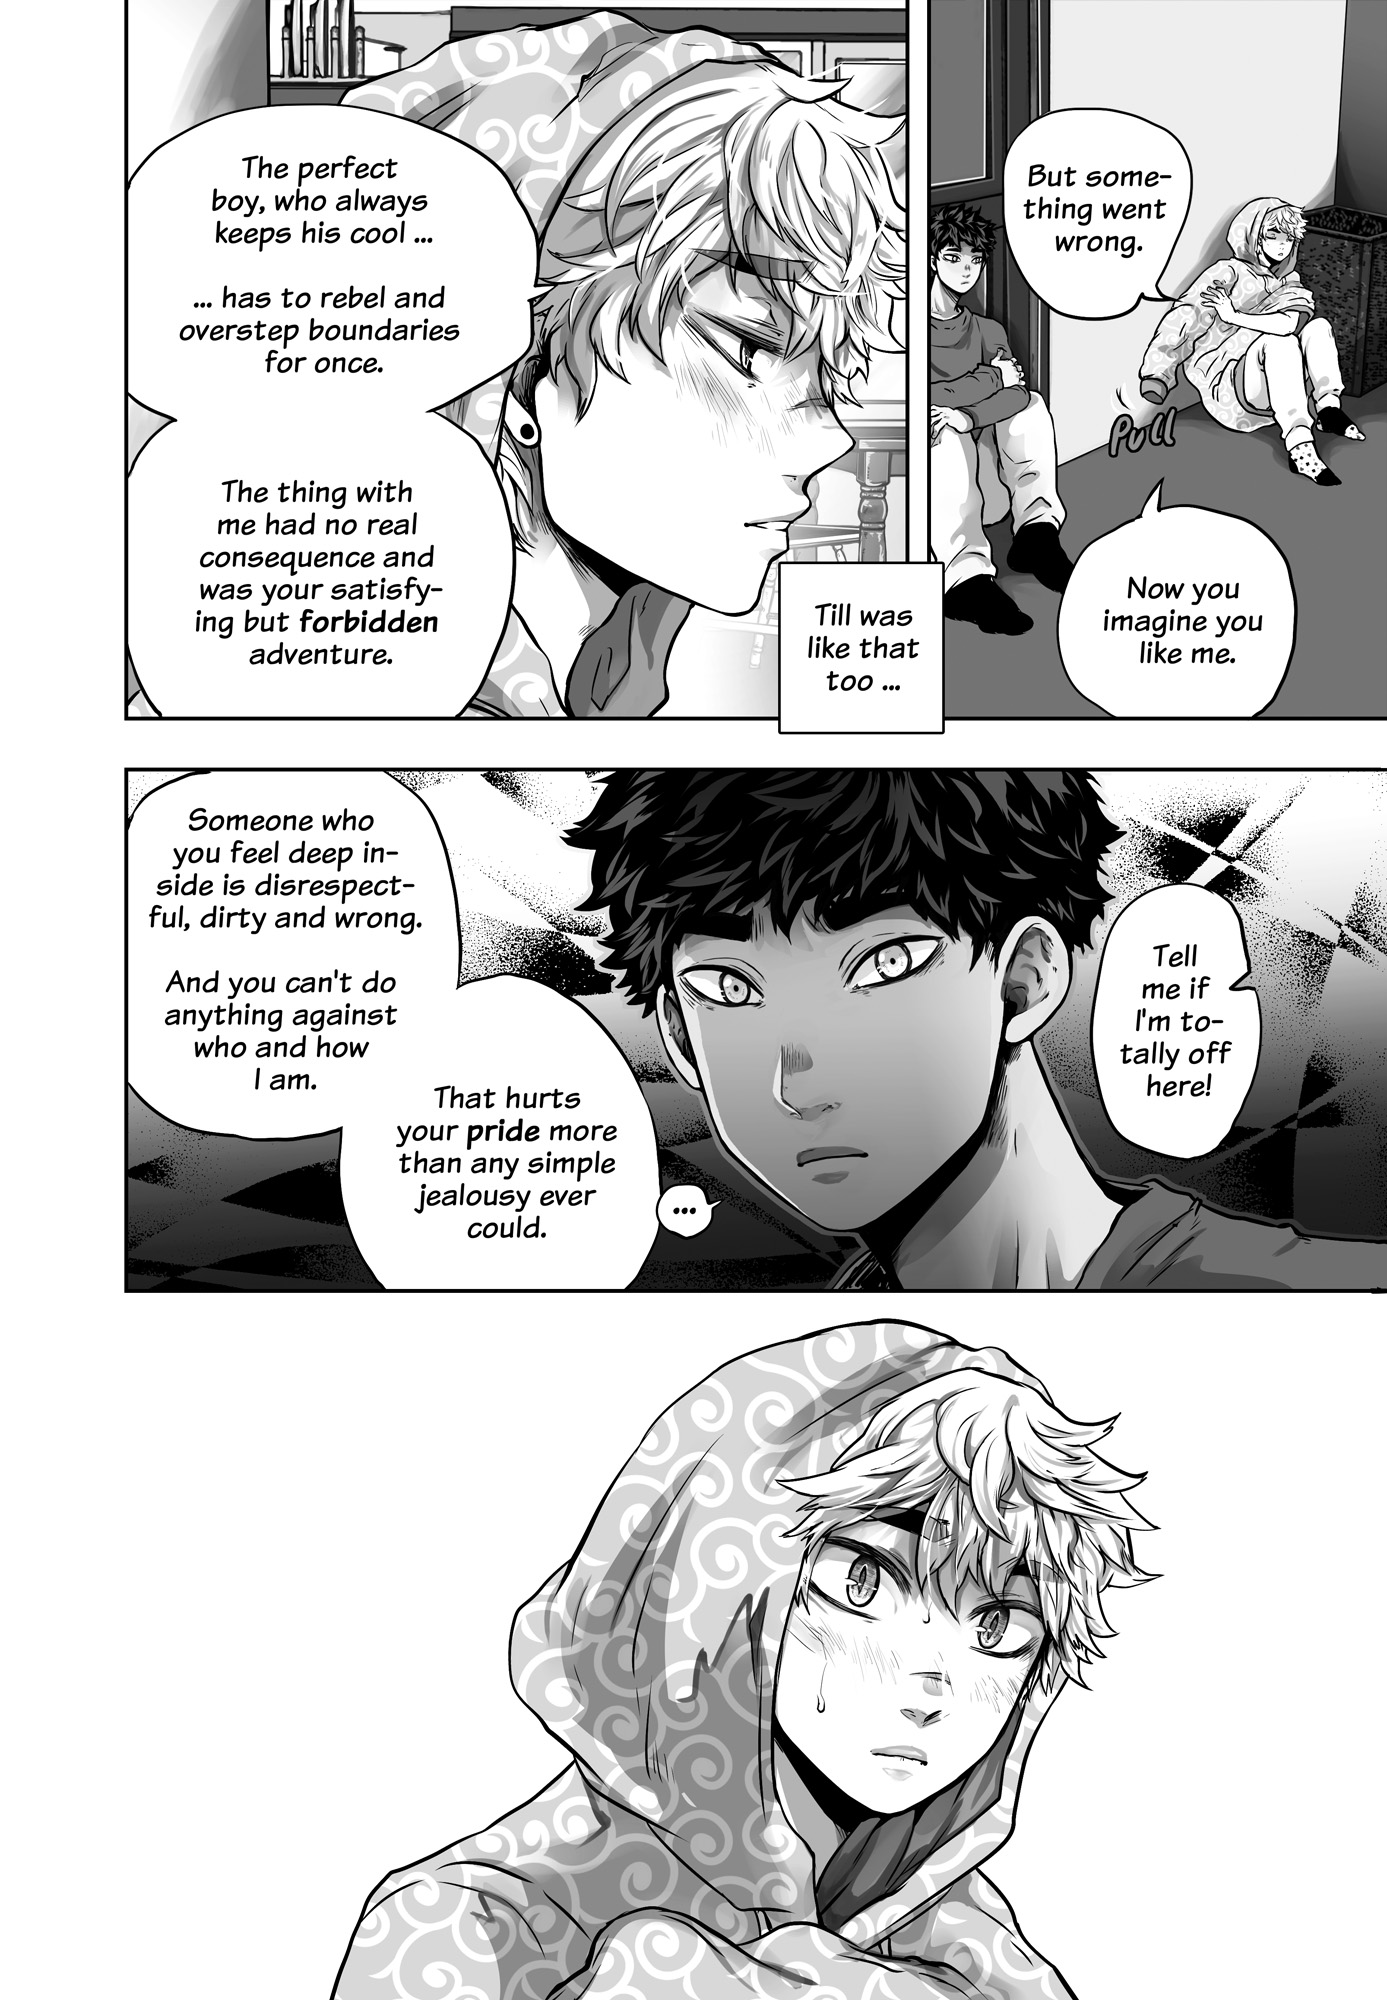 The perfect
boy, who always
keeps his cool ...
... has to rebel and
overstep boundaries
for once.
The thing with
me had no real
consequence and
was your satisfy-
ing but forbidden
adventure.
Till was
like that
too ...
But some-
thing went
wrong.
PULL
Now you
imagine you
like me.
Someone who
you feel deep in-
side is disrespect-
ful, dirty and wrong.
And you can't do
anything against
who and how
I am.
That hurts
your pride more
than any simple
jealousy ever
could.
...
Tell
me if
I'm to-
tally off
here!